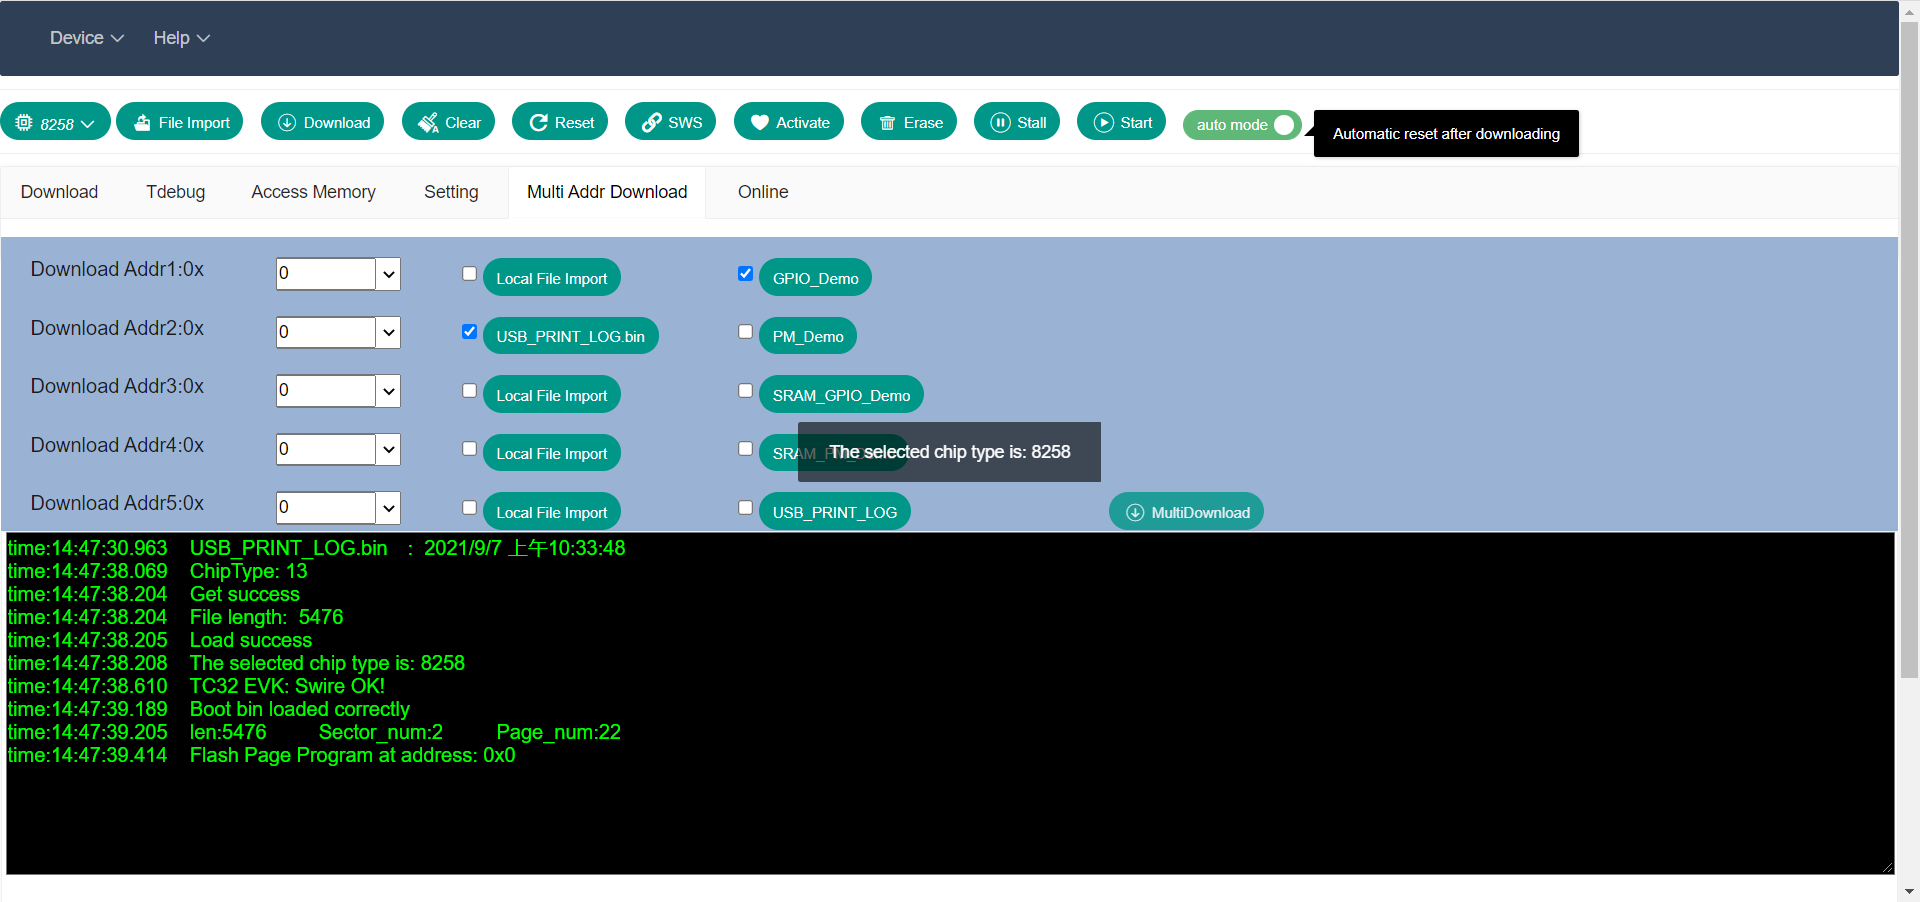 Device Help
8258 File Import Download Clear Reset SWS Activate Erase Stall Start auto mode Automatic reset after downloading
Download Tdebug Access Memory Setting Multi Addr Download Online
Download Addr1:0x 0 Local File Import GPIO_Demo
Download Addr2:0x 0 USB_PRINT_LOG.bin PM_Demo
Download Addr3:0x 0 Local File Import SRAM_GPIO_Demo
Download Addr4:0x 0 Local File Import The selected chip type is: 8258
Download Addr5:0x 0 Local File Import USB_PRINT_LOG MultiDownload
time:14:47:30.963 USB_PRINT_LOG.bin : 2021/9/7 上午10:33:48
time:14:47:38.069 ChipType: 13
time:14:47:38.204 Get success
time:14:47:38.204 File length: 5476
time:14:47:38.205 Load success
time:14:47:38.208 The selected chip type is: 8258
time:14:47:38.610 TC32 EVK: Swire OK!
time:14:47:39.189 Boot bin loaded correctly
time:14:47:39.205 len:5476 Sector_num:2 Page_num:22
time:14:47:39.414 Flash Page Program at address: 0x0